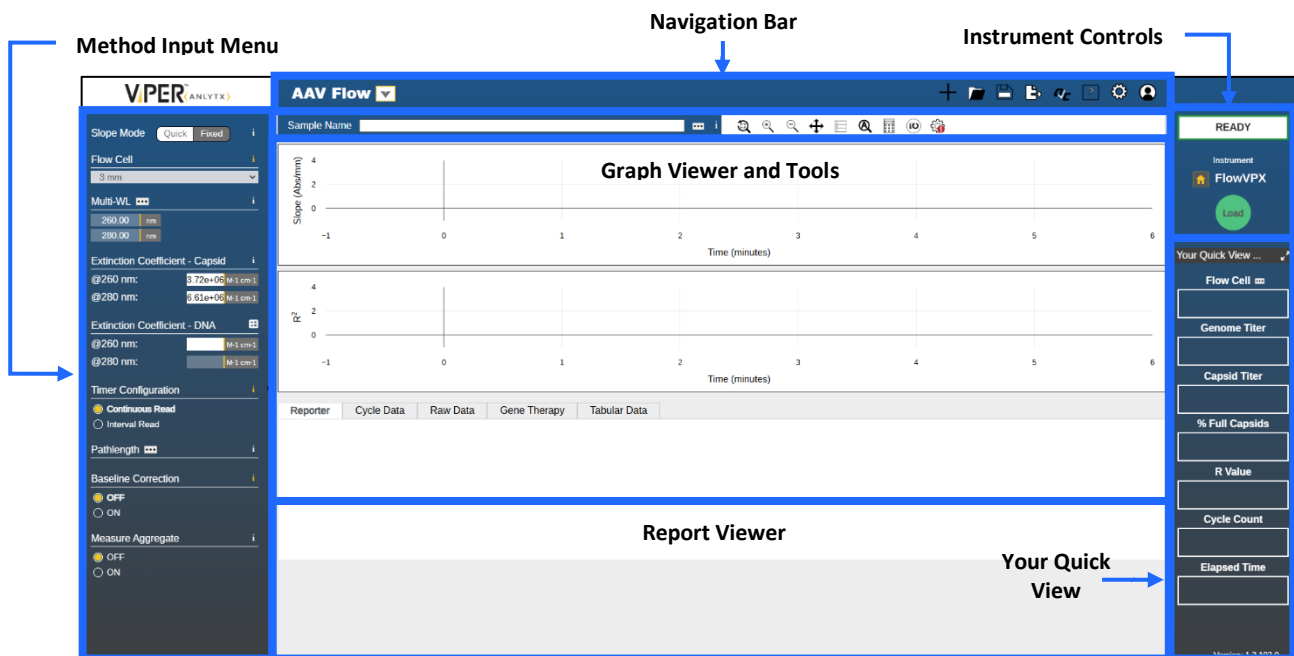 Navigation Bar
Method Input Menu
Instrument Controls
VIPER™ ANLYTX
AAV Flow
Slope Mode Quick Fixed i
Flow Cell i
3 mm
Multi-WL i
260.00 nm
280.00 nm
Extinction Coefficient - Capsid i
@260 nm: 3.72e+06 M-1 cm-1
@280 nm: 6.61e+06 M-1 cm-1
Extinction Coefficient - DNA
@260 nm: M-1 cm-1
@280 nm: M-1 cm-1
Timer Configuration i
Continuous Read
Interval Read
Pathlength i
Baseline Correction i
OFF
ON
Measure Aggregate i
OFF
ON
Sample Name i
Graph Viewer and Tools
Slope (Abs/mm)
4
2
0
-1 0 1 2 3 4 5 6
Time (minutes)
R²
4
2
0
-1 0 1 2 3 4 5 6
Time (minutes)
Reporter Cycle Data Raw Data Gene Therapy Tabular Data
Report Viewer
Your Quick
View
READY
Instrument
FlowVPX
Load
Your Quick View ...
Flow Cell
Genome Titer
Capsid Titer
% Full Capsids
R Value
Cycle Count
Elapsed Time